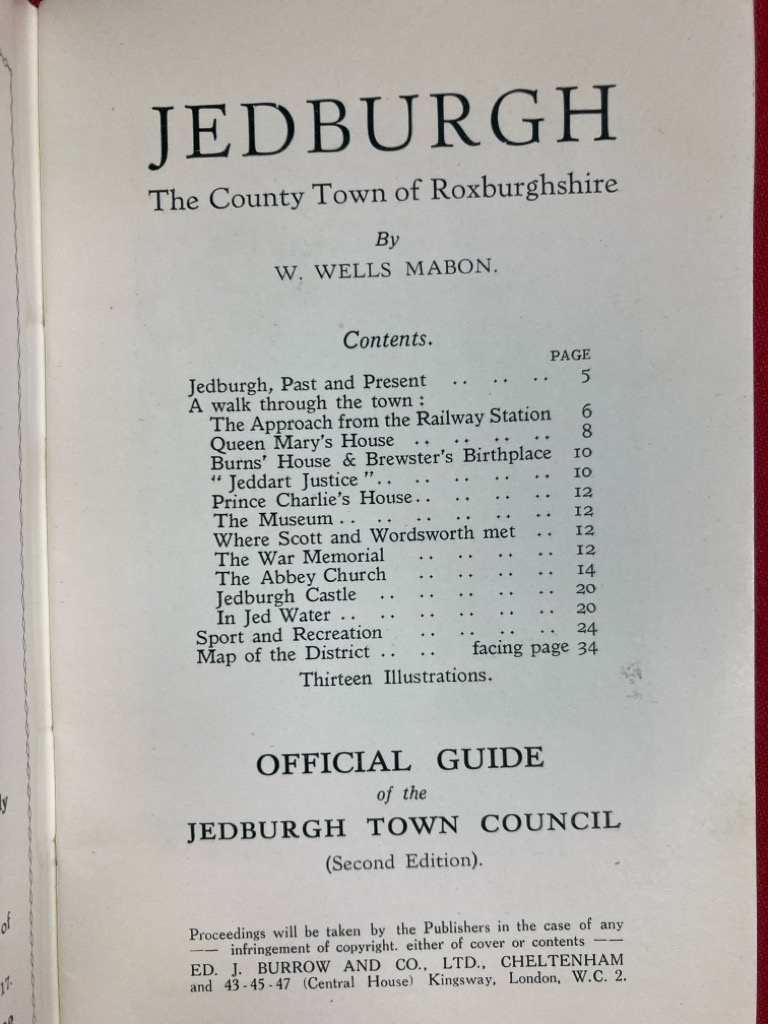 JEDBURGH
The County Town of Roxburghshire
By
W. WELLS MABON.
Contents.
PAGE
Jedburgh, Past and Present .. .. .. 5
A walk through the town :
The Approach from the Railway Station 6
Queen Mary's House .. .. .. .. 8
Burns' House & Brewster's Birthplace 10
" Jeddart Justice ".. .. .. .. .. 10
Prince Charlie's House.. .. .. .. 12
The Museum .. .. .. .. .. .. 12
Where Scott and Wordsworth met .. 12
The War Memorial .. .. .. .. 12
The Abbey Church .. .. .. .. 14
Jedburgh Castle .. .. .. .. .. 20
In Jed Water .. .. .. .. .. .. 20
Sport and Recreation .. .. .. .. 24
Map of the District .. .. facing page 34
Thirteen Illustrations.
OFFICIAL GUIDE
of the
JEDBURGH TOWN COUNCIL
(Second Edition).
Proceedings will be taken by the Publishers in the case of any
—— infringement of copyright. either of cover or contents ——
ED. J. BURROW AND CO., LTD., CHELTENHAM
and 43-45-47 (Central House) Kingsway, London, W.C. 2.
of
17.